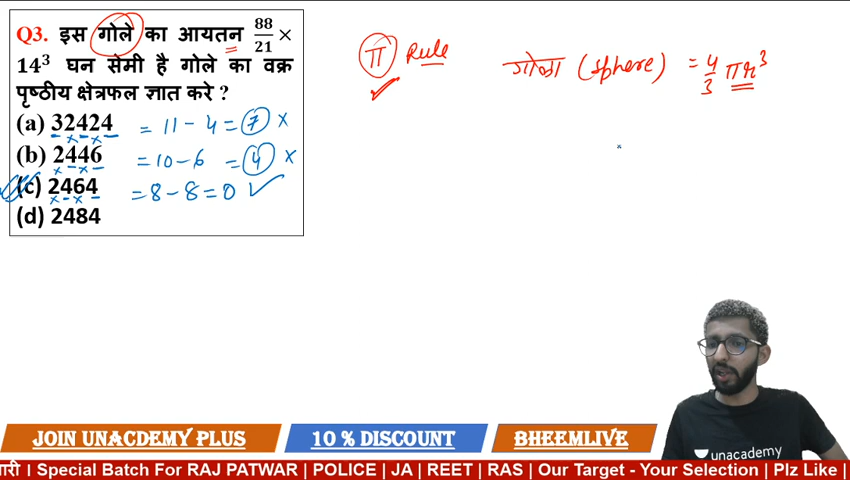 Q3. इस गोले का आयतन 88/21 ×
14³ घन सेमी है गोले का वक्र
पृष्ठीय क्षेत्रफल ज्ञात करे ?
(a) 32424 = 11 - 4 = 7 ×
(b) 2446 = 10 - 6 = 4 ×
(c) 2464 = 8 - 8 = 0 ✓
(d) 2484
π Rule
गोला (sphere) = 4/3 πr³
unacademy
JOIN UNACDEMY PLUS
10 % DISCOUNT
BHEEMLIVE
गरी । Special Batch For RAJ PATWAR | POLICE | JA | REET | RAS | Our Target - Your Selection | Plz Like |